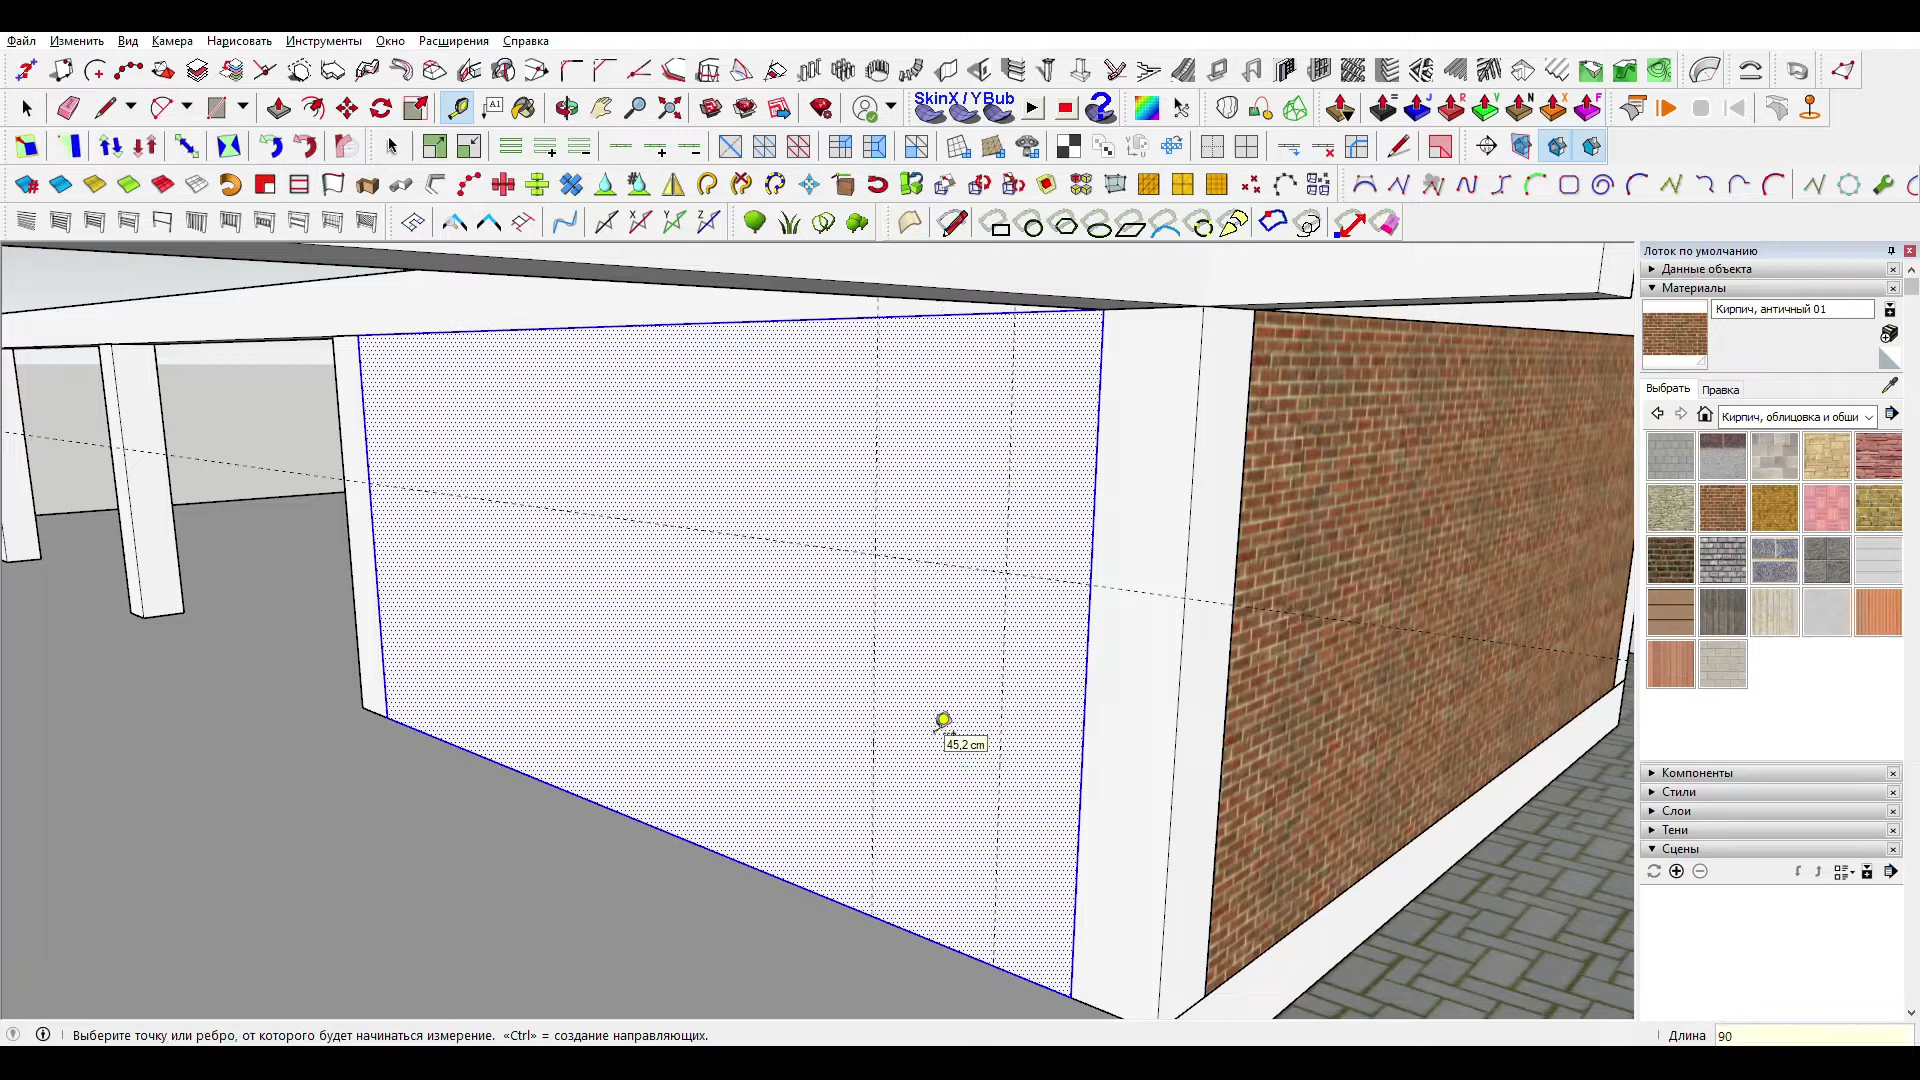 Файл Изменить Вид Камера Нарисовать Инструменты Окно Расширения Справка
SkinX / YBub
A1
Лоток по умолчанию
Данные объекта
Материалы
Кирпич, античный 01
Выбрать Правка
Кирпич, облицовка и обши
45,2 cm
Компоненты
Стили
Слои
Тени
Сцены
Выберите точку или ребро, от которого будет начинаться измерение. «Ctrl» = создание направляющих.
Длина 90